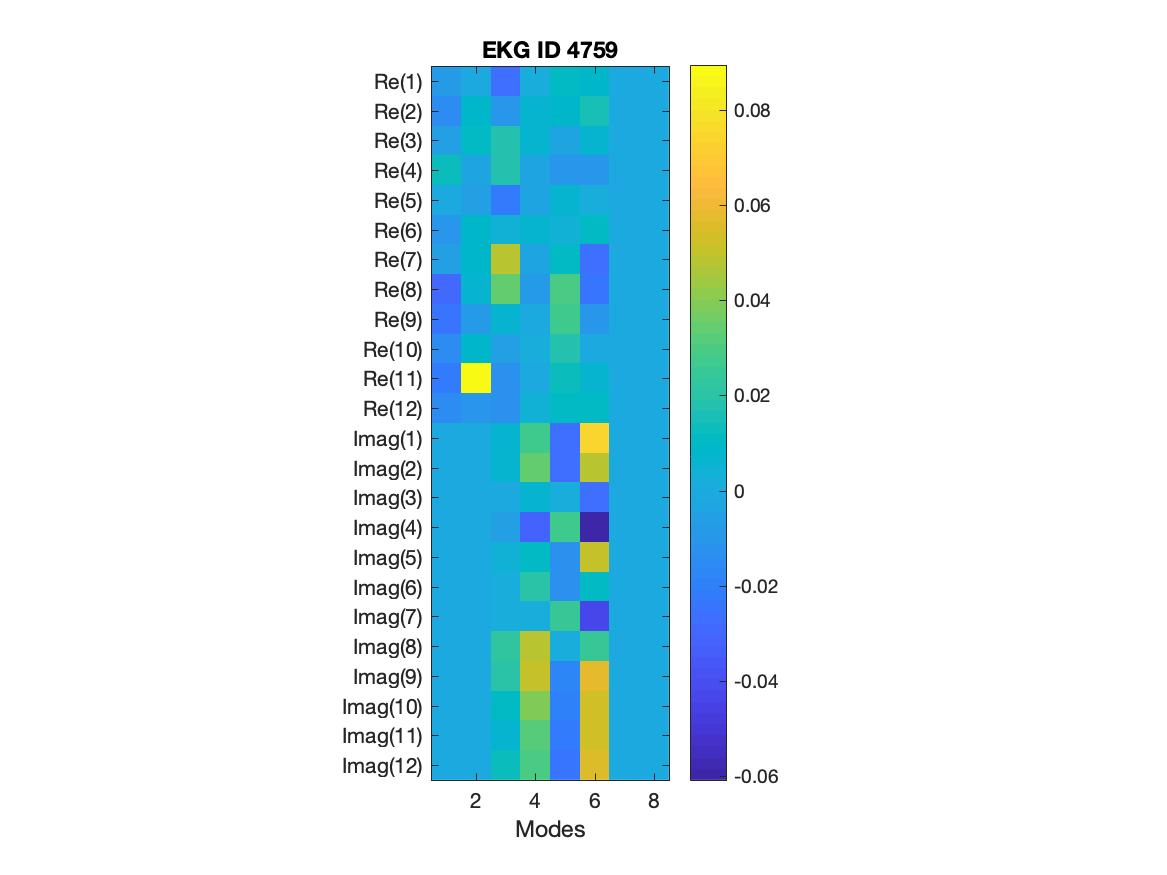 EKG ID 4759
Re(1)
Re(2)
Re(3)
Re(4)
Re(5)
Re(6)
Re(7)
Re(8)
Re(9)
Re(10)
Re(11)
Re(12)
Imag(1)
Imag(2)
Imag(3)
Imag(4)
Imag(5)
Imag(6)
Imag(7)
Imag(8)
Imag(9)
Imag(10)
Imag(11)
Imag(12)
2 4 6 8
Modes
0.08
0.06
0.04
0.02
0
-0.02
-0.04
-0.06